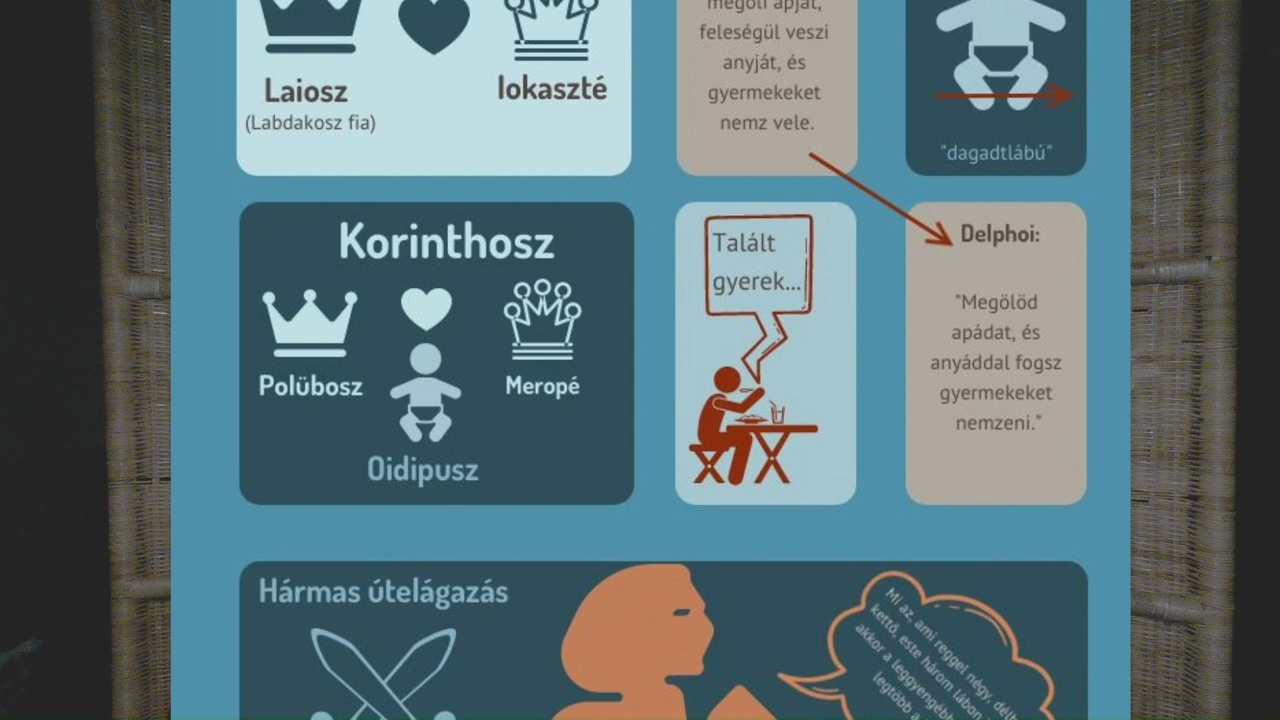 Laiosz
(Labdakosz fia)
Iokaszté
megöli apját,
feleségül veszi
anyját, és
gyermekeket
nemz vele.
"dagadtlábú"
Korinthosz
Polübosz
Meropé
Oidipusz
Talált
gyerek...
Delphoi:
"Megölöd
apádat, és
anyáddal fogsz
gyermekeket
nemzeni."
Hármas útelágazás
Mi az, ami reggel négy, délb
kettő, este három lábon
akkor a leggyengébb
legtöbb a